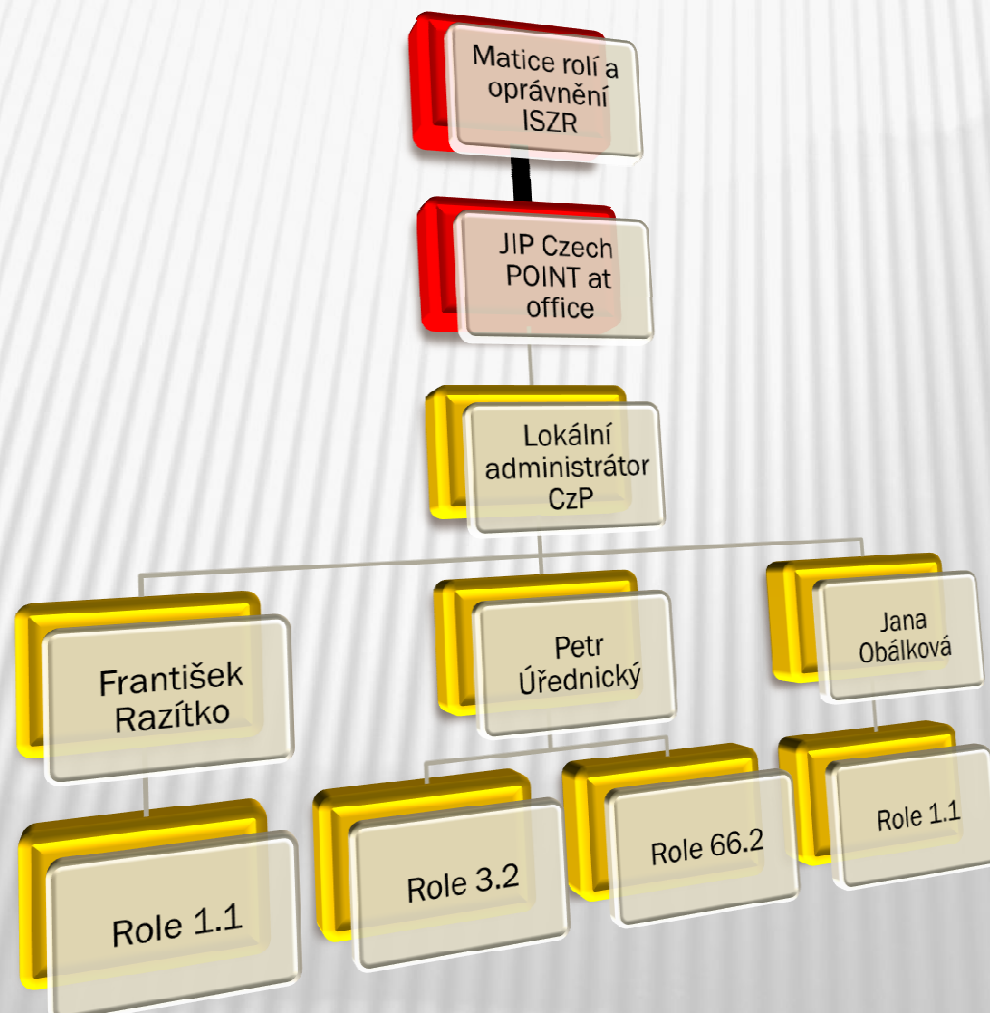 Matice rolí a
oprávnění
ISZR
JIP Czech
POINT at
office
Lokální
administrátor
CzP
František
Razítko
Petr
Úřednický
Jana
Obálková
Role 1.1
Role 3.2
Role 66.2
Role 1.1